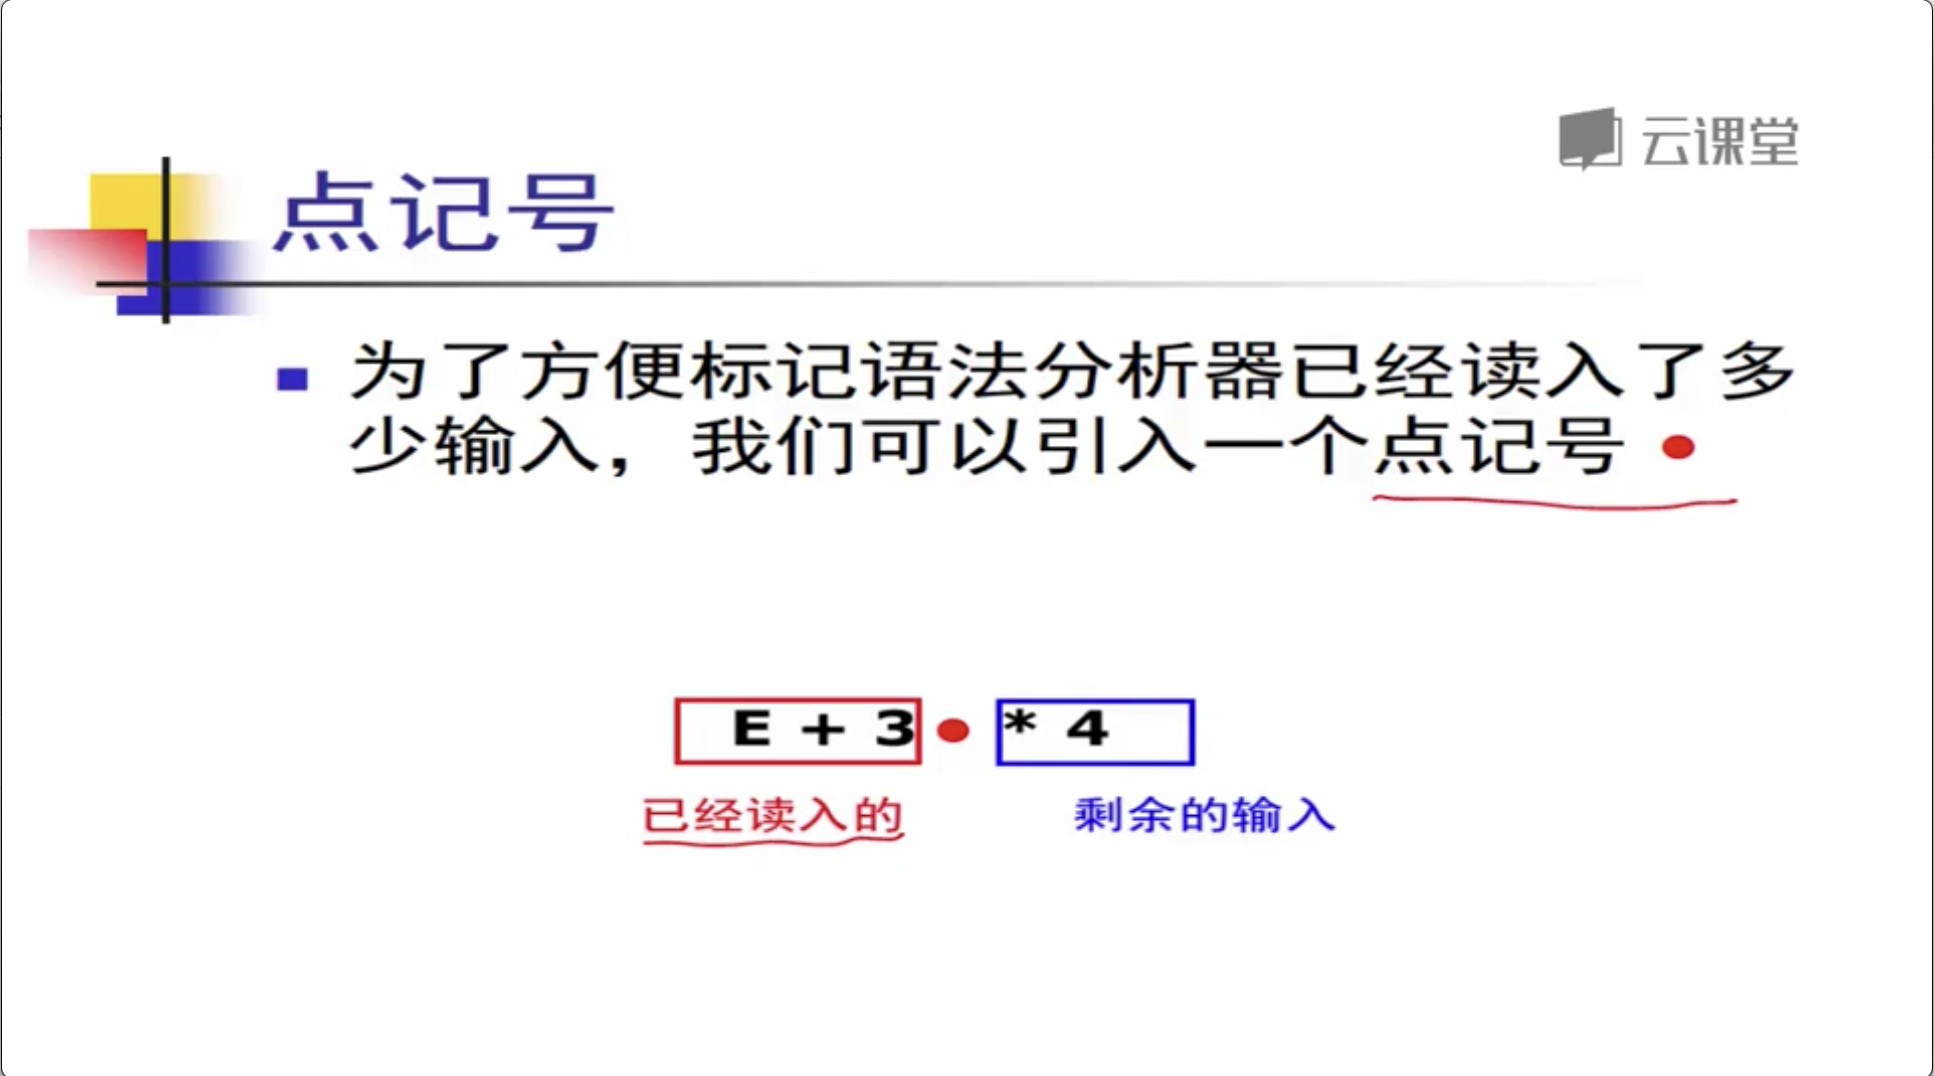 云课堂
点记号
为了方便标记语法分析器已经读入了多
少输入，我们可以引入一个点记号 •
E + 3 • * 4
已经读入的 剩余的输入